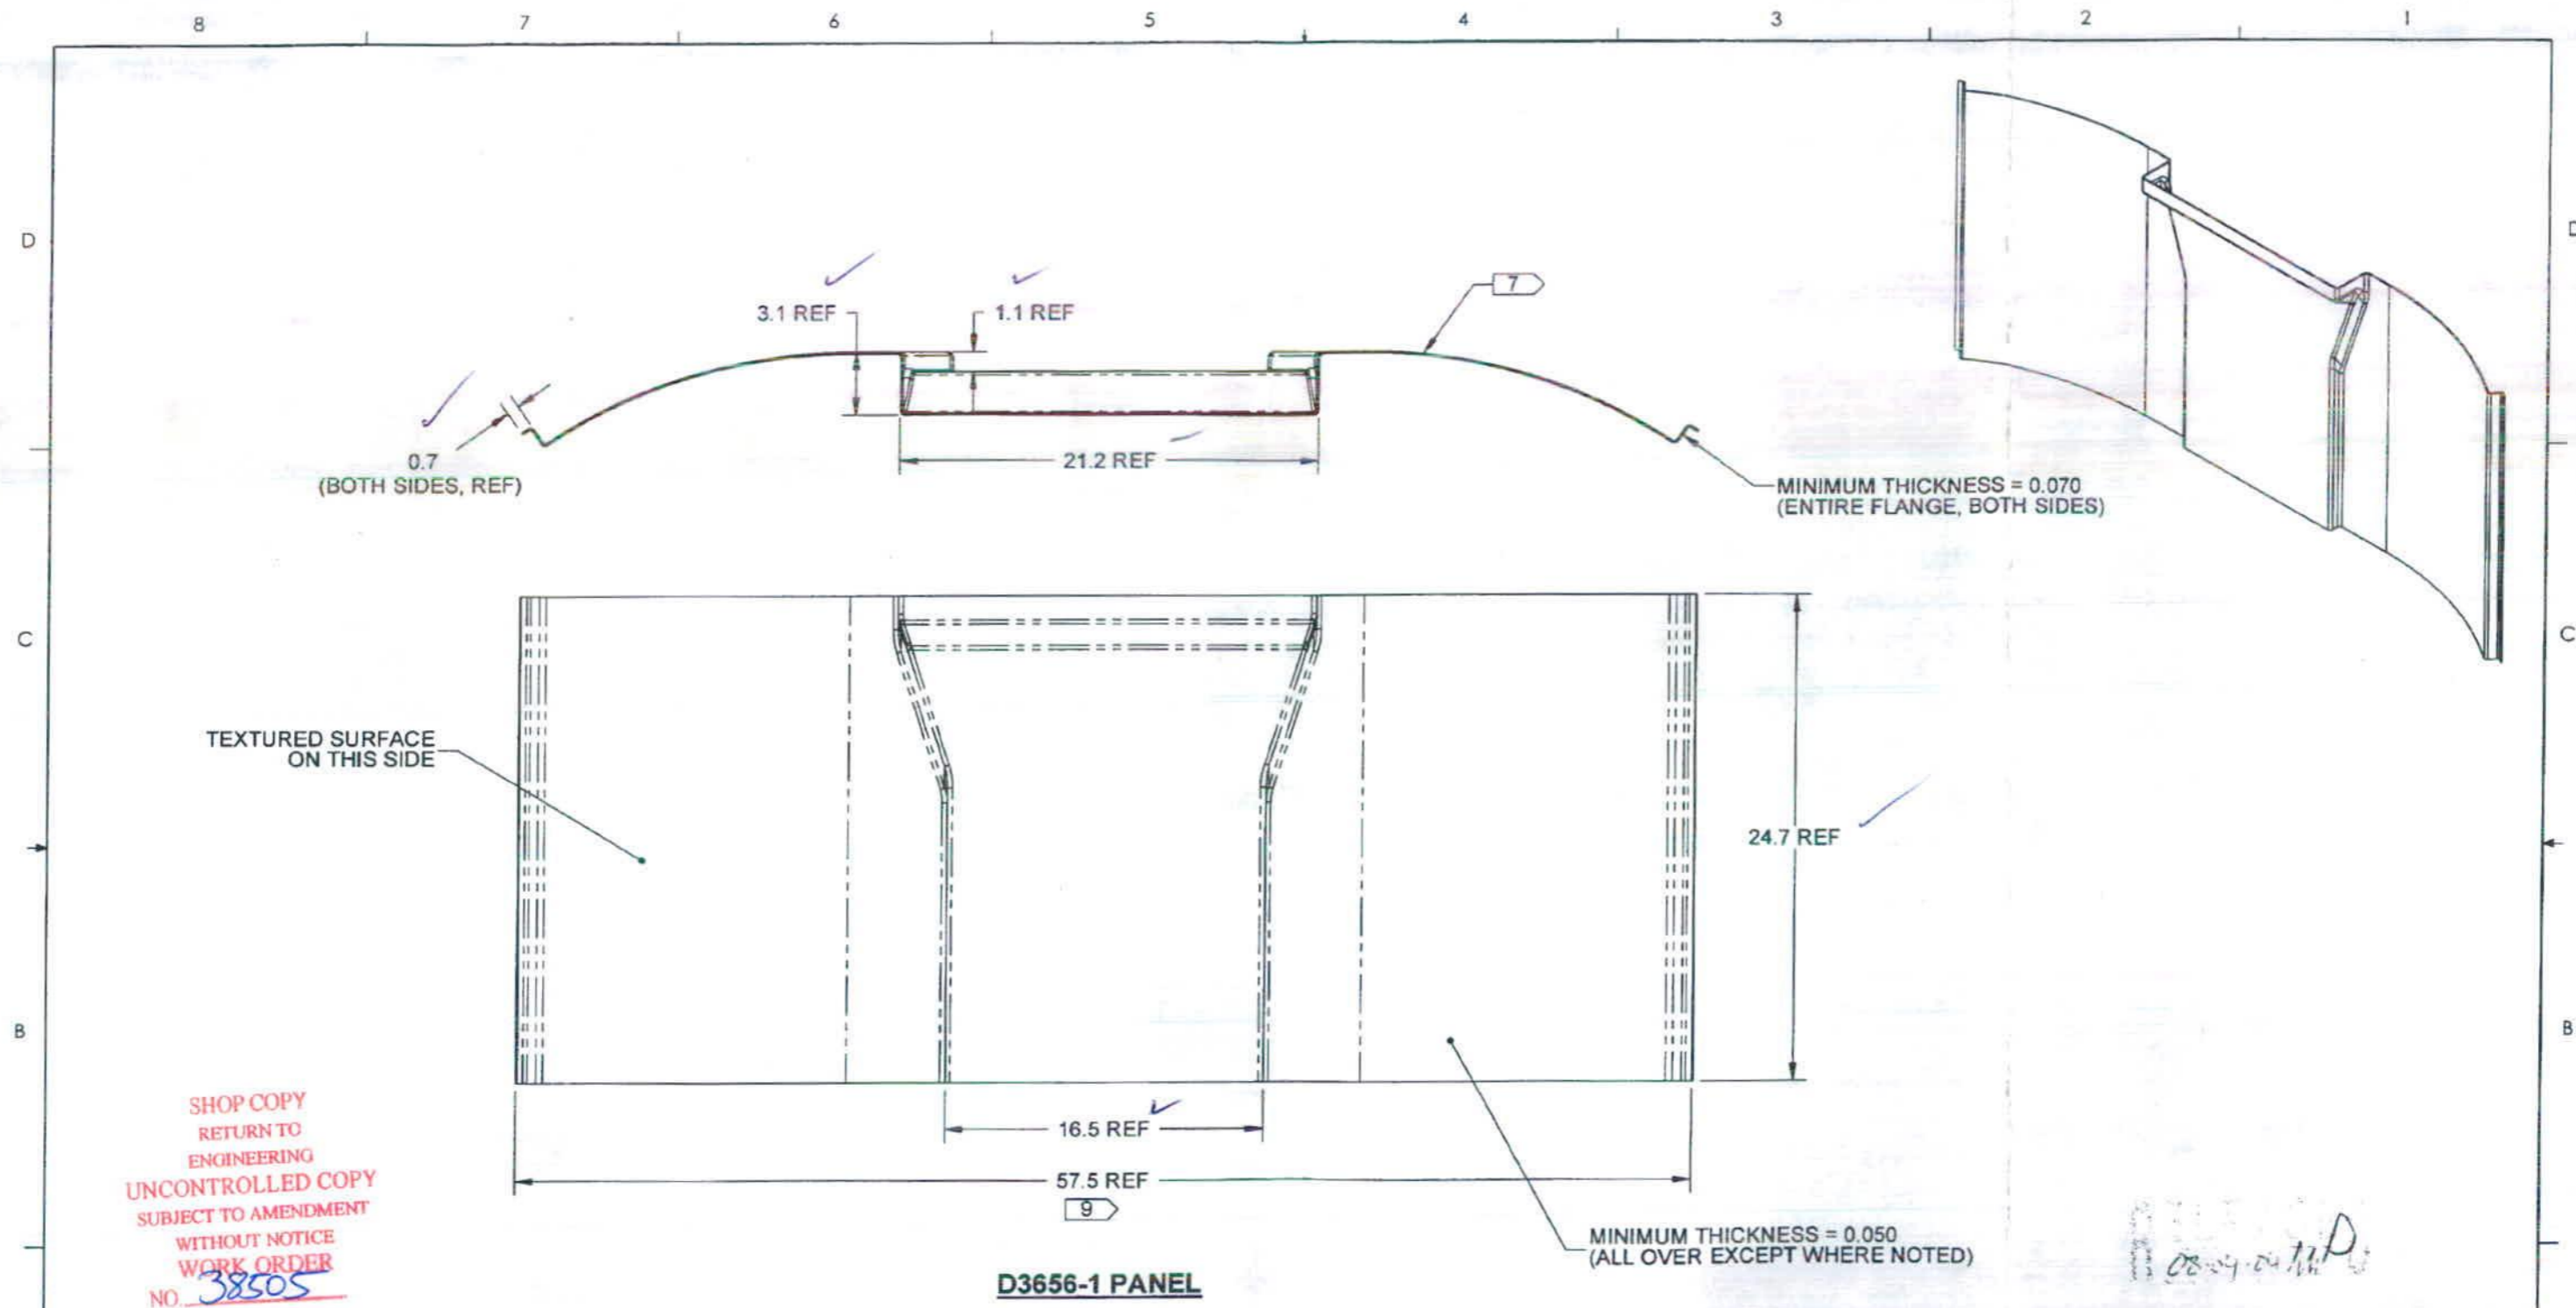 8 7 6 5 4 3 2 1
D
3.1 REF
1.1 REF
7
0.7
(BOTH SIDES, REF)
21.2 REF
MINIMUM THICKNESS = 0.070
(ENTIRE FLANGE, BOTH SIDES)
C
C
TEXTURED SURFACE
ON THIS SIDE
24.7 REF
B
B
16.5 REF
57.5 REF
9
MINIMUM THICKNESS = 0.050
(ALL OVER EXCEPT WHERE NOTED)
D3656-1 PANEL
SHOP COPY
RETURN TO
ENGINEERING
UNCONTROLLED COPY
SUBJECT TO AMENDMENT
WITHOUT NOTICE
WORK ORDER
NO. 38505